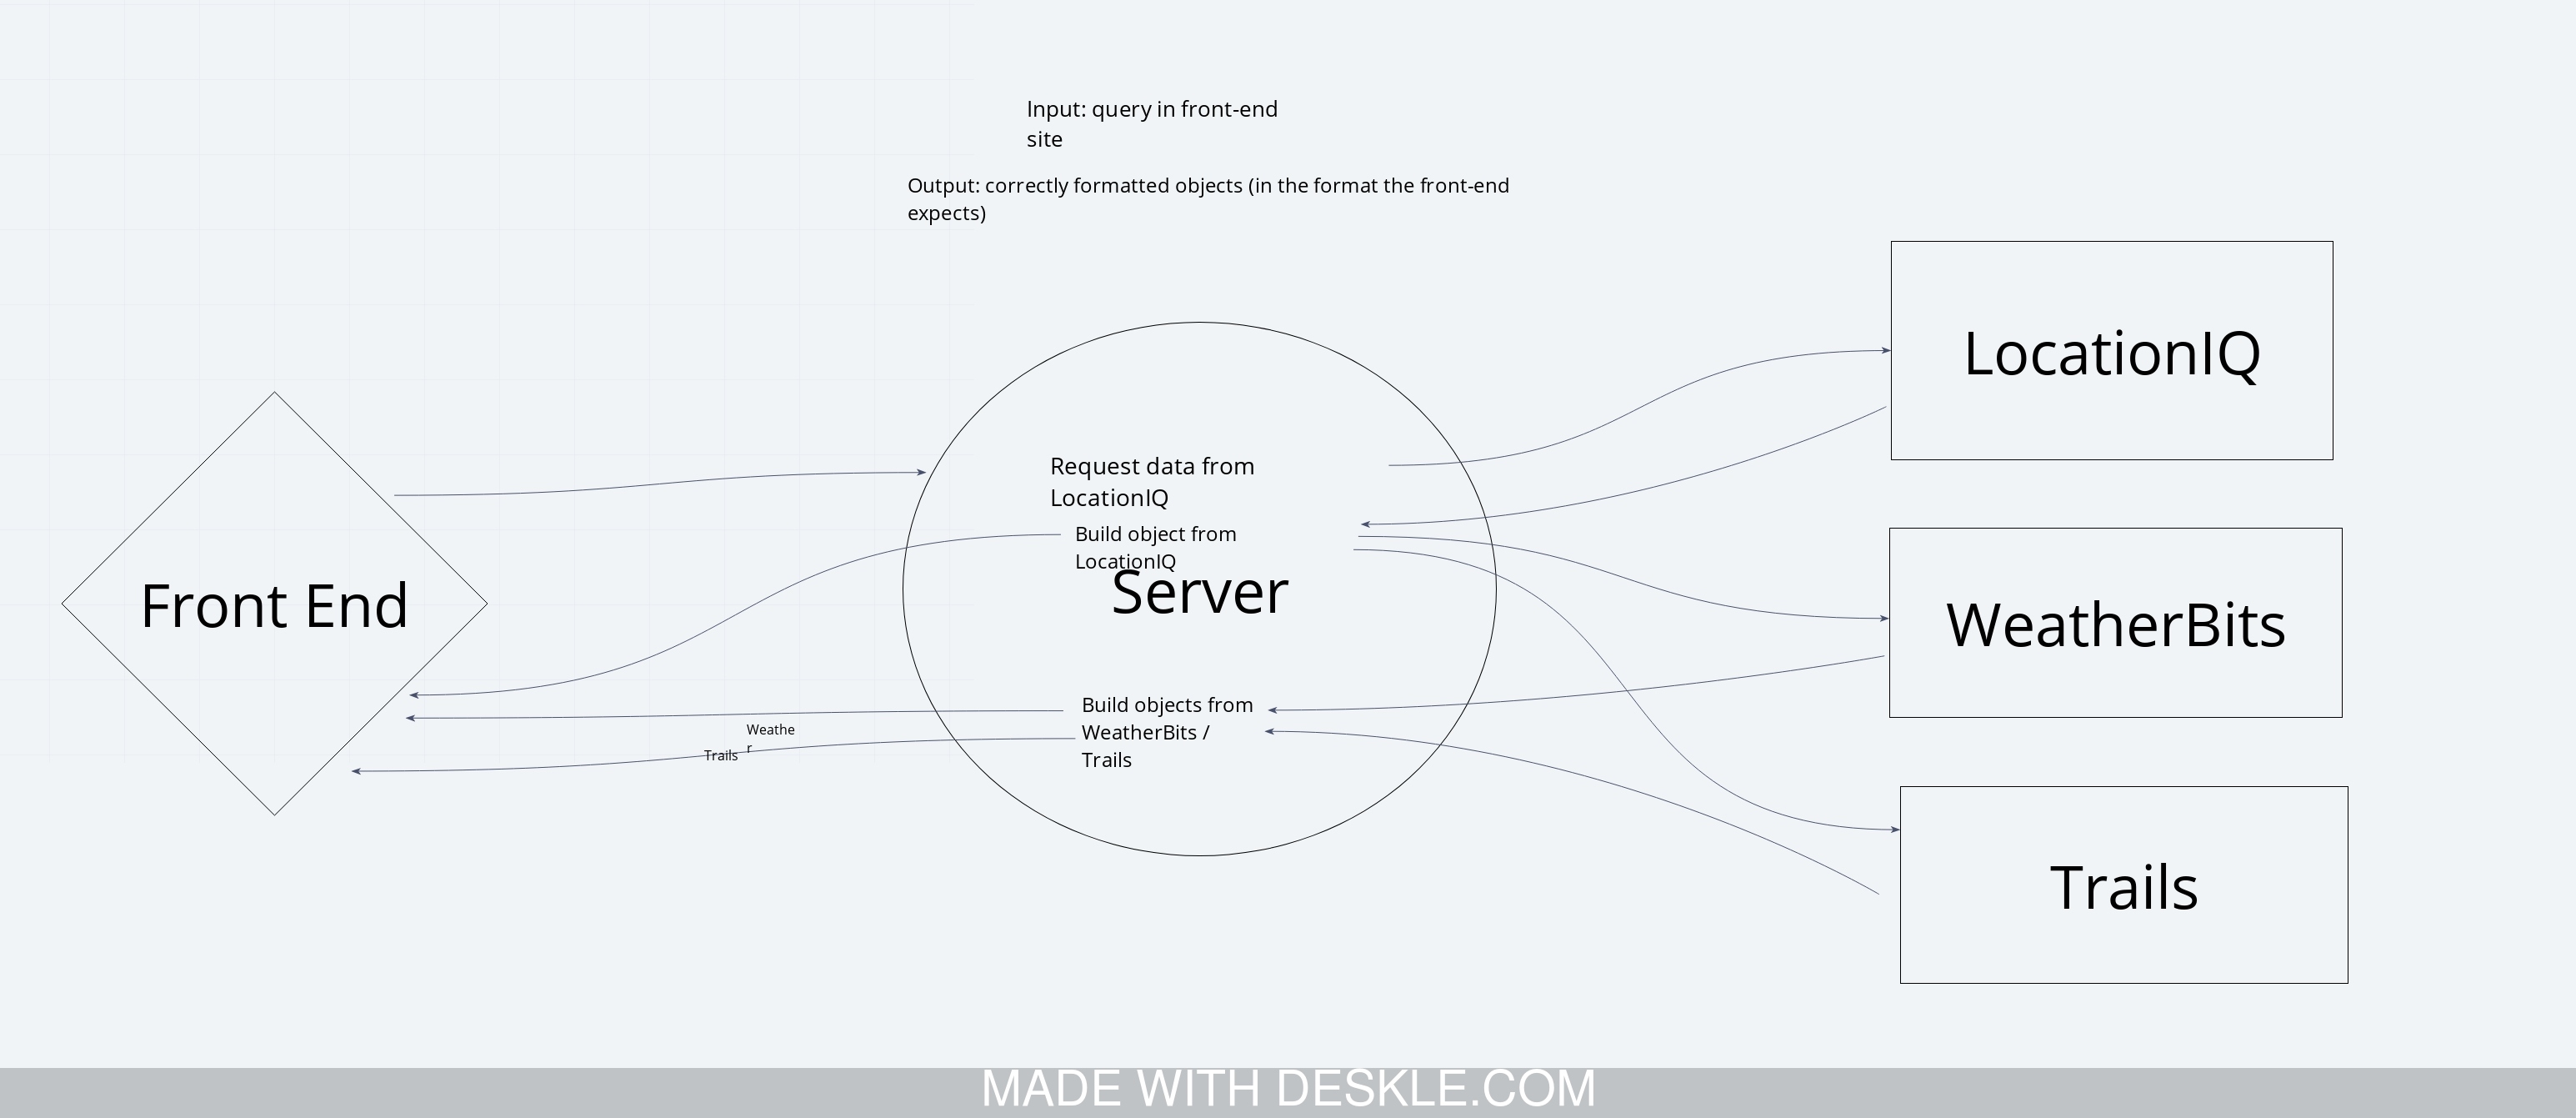 Input: query in front-end
site
Output: correctly formatted objects (in the format the front-end
expects)
LocationIQ
Request data from
LocationIQ
Build object from
LocationIQ
Server
Front End
WeatherBits
Build objects from
WeatherBits /
Trails
Weathe
r
Trails
Trails
MADE WITH DESKLE.COM